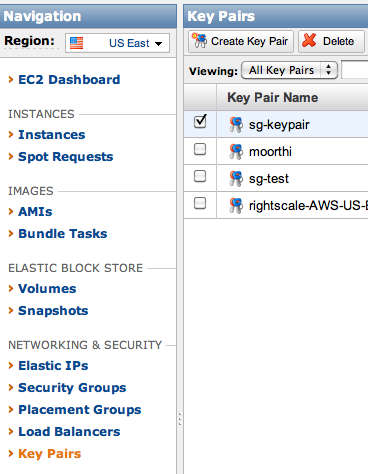 Navigation
Region: US East
EC2 Dashboard
INSTANCES
Instances
Spot Requests
IMAGES
AMIs
Bundle Tasks
ELASTIC BLOCK STORE
Volumes
Snapshots
NETWORKING & SECURITY
Elastic IPs
Security Groups
Placement Groups
Load Balancers
Key Pairs
Key Pairs
Create Key Pair Delete
Viewing: All Key Pairs
Key Pair Name
sg-keypair
moorthi
sg-test
rightscale-AWS-US-E